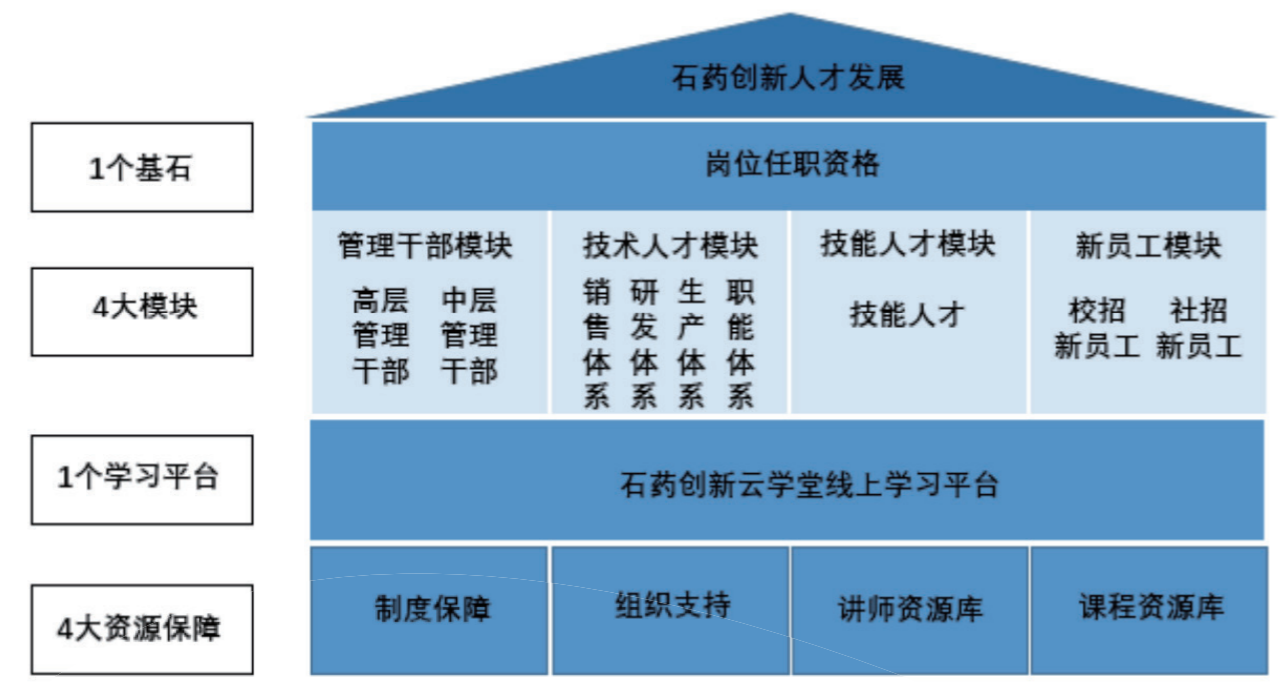 石药创新人才发展
1个基石
岗位任职资格
4大模块
管理干部模块
高层
管理
干部
中层
管理
干部
技术人才模块
销售体系
研发体系
生产体系
职能体系
技能人才模块
技能人才
新员工模块
校招
新员工
社招
新员工
1个学习平台
石药创新云学堂线上学习平台
4大资源保障
制度保障
组织支持
讲师资源库
课程资源库